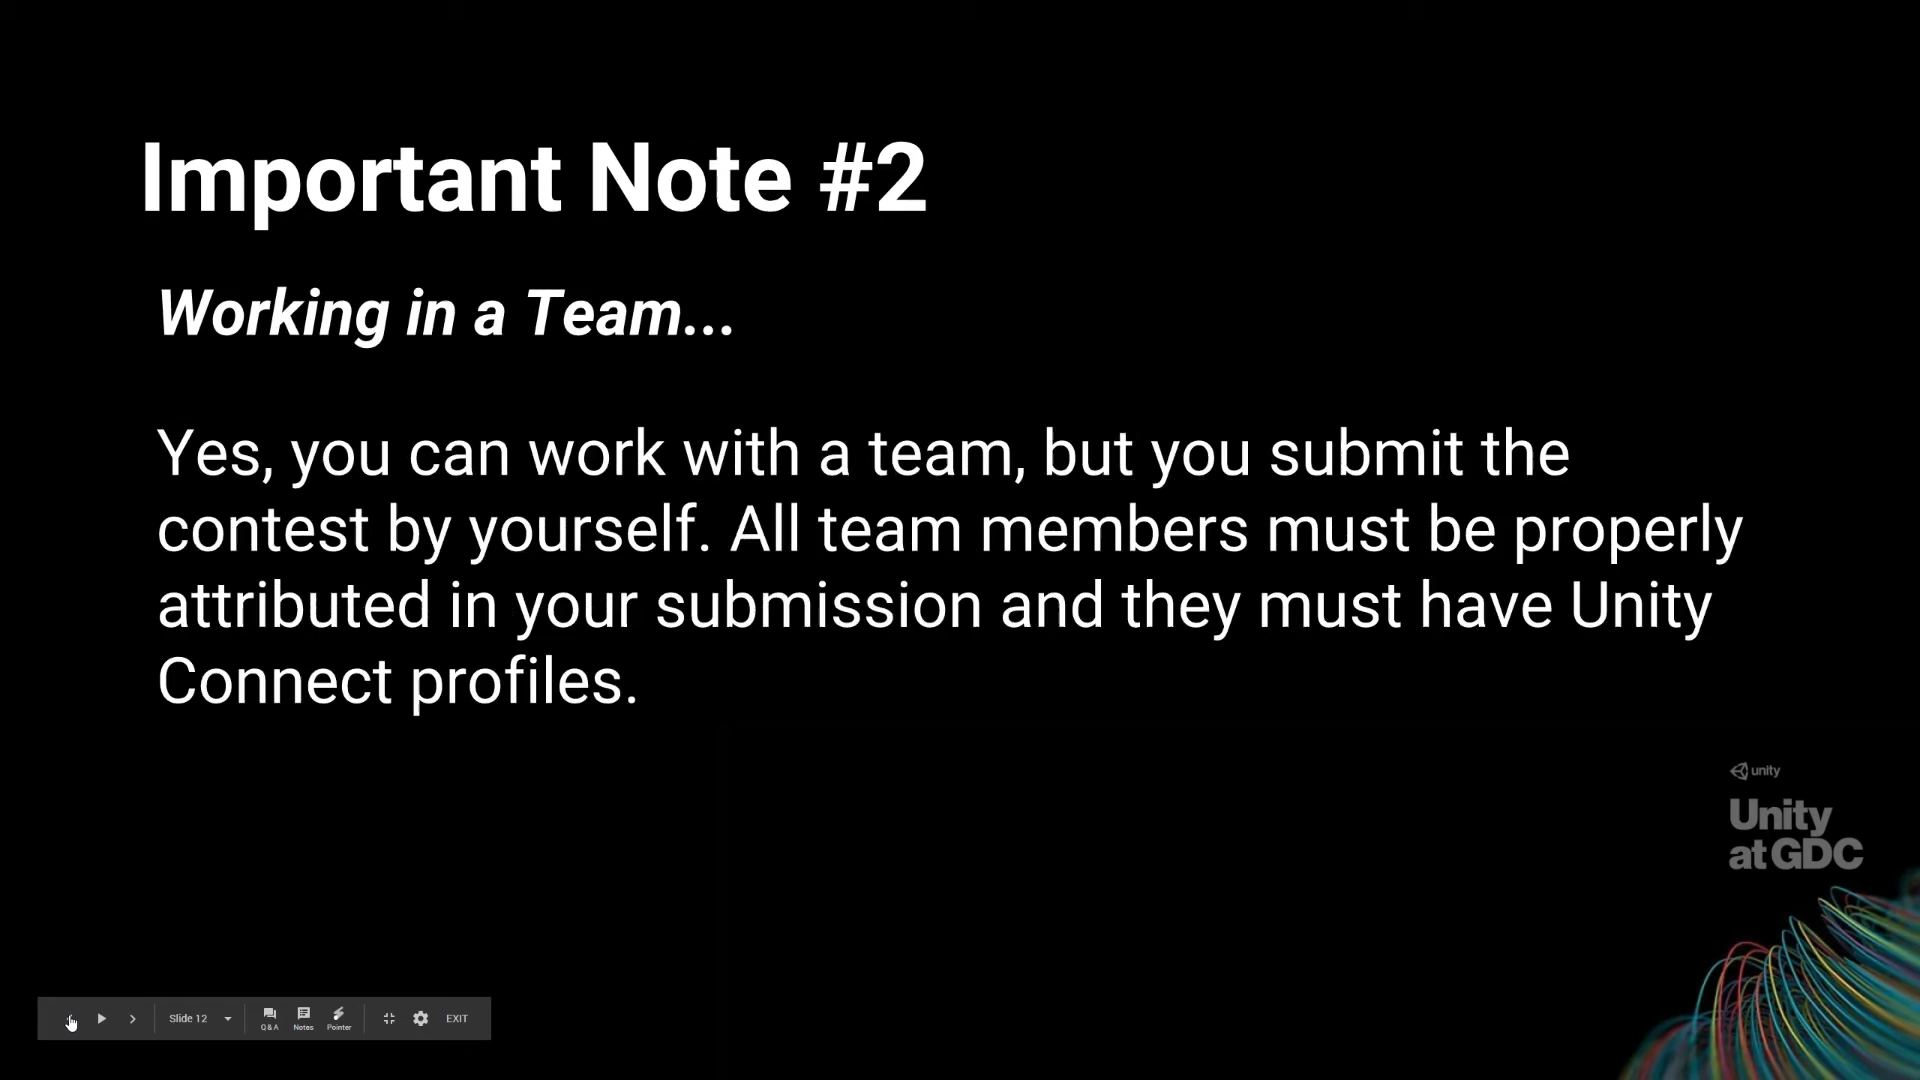 Important Note #2
Working in a Team...
Yes, you can work with a team, but you submit the
contest by yourself. All team members must be properly
attributed in your submission and they must have Unity
Connect profiles.
unity
Unity
at GDC
Slide 12
Q&A
Notes
Pointer
EXIT